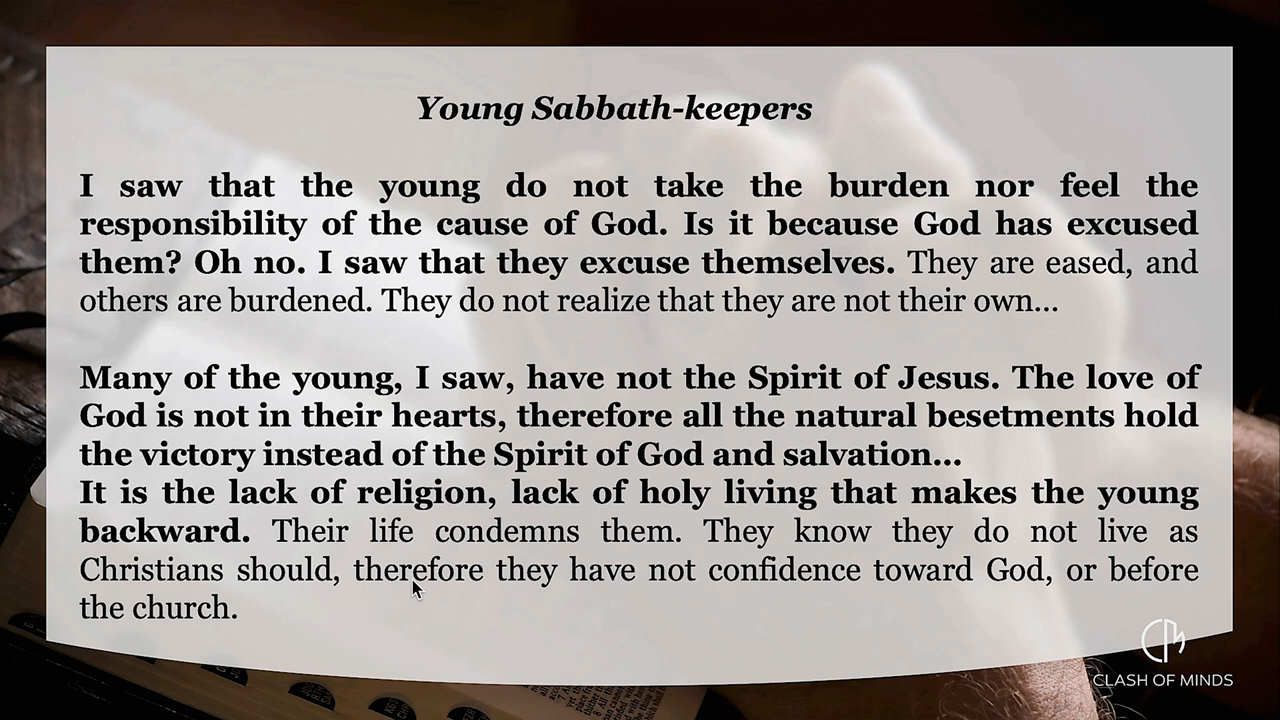 Young Sabbath-keepers
I saw that the young do not take the burden nor feel the
responsibility of the cause of God. Is it because God has excused
them? Oh no. I saw that they excuse themselves. They are eased, and
others are burdened. They do not realize that they are not their own...
Many of the young, I saw, have not the Spirit of Jesus. The love of
God is not in their hearts, therefore all the natural besetments hold
the victory instead of the Spirit of God and salvation...
It is the lack of religion, lack of holy living that makes the young
backward. Their life condemns them. They know they do not live as
Christians should, therefore they have not confidence toward God, or before
the church.
CLASH OF MINDS